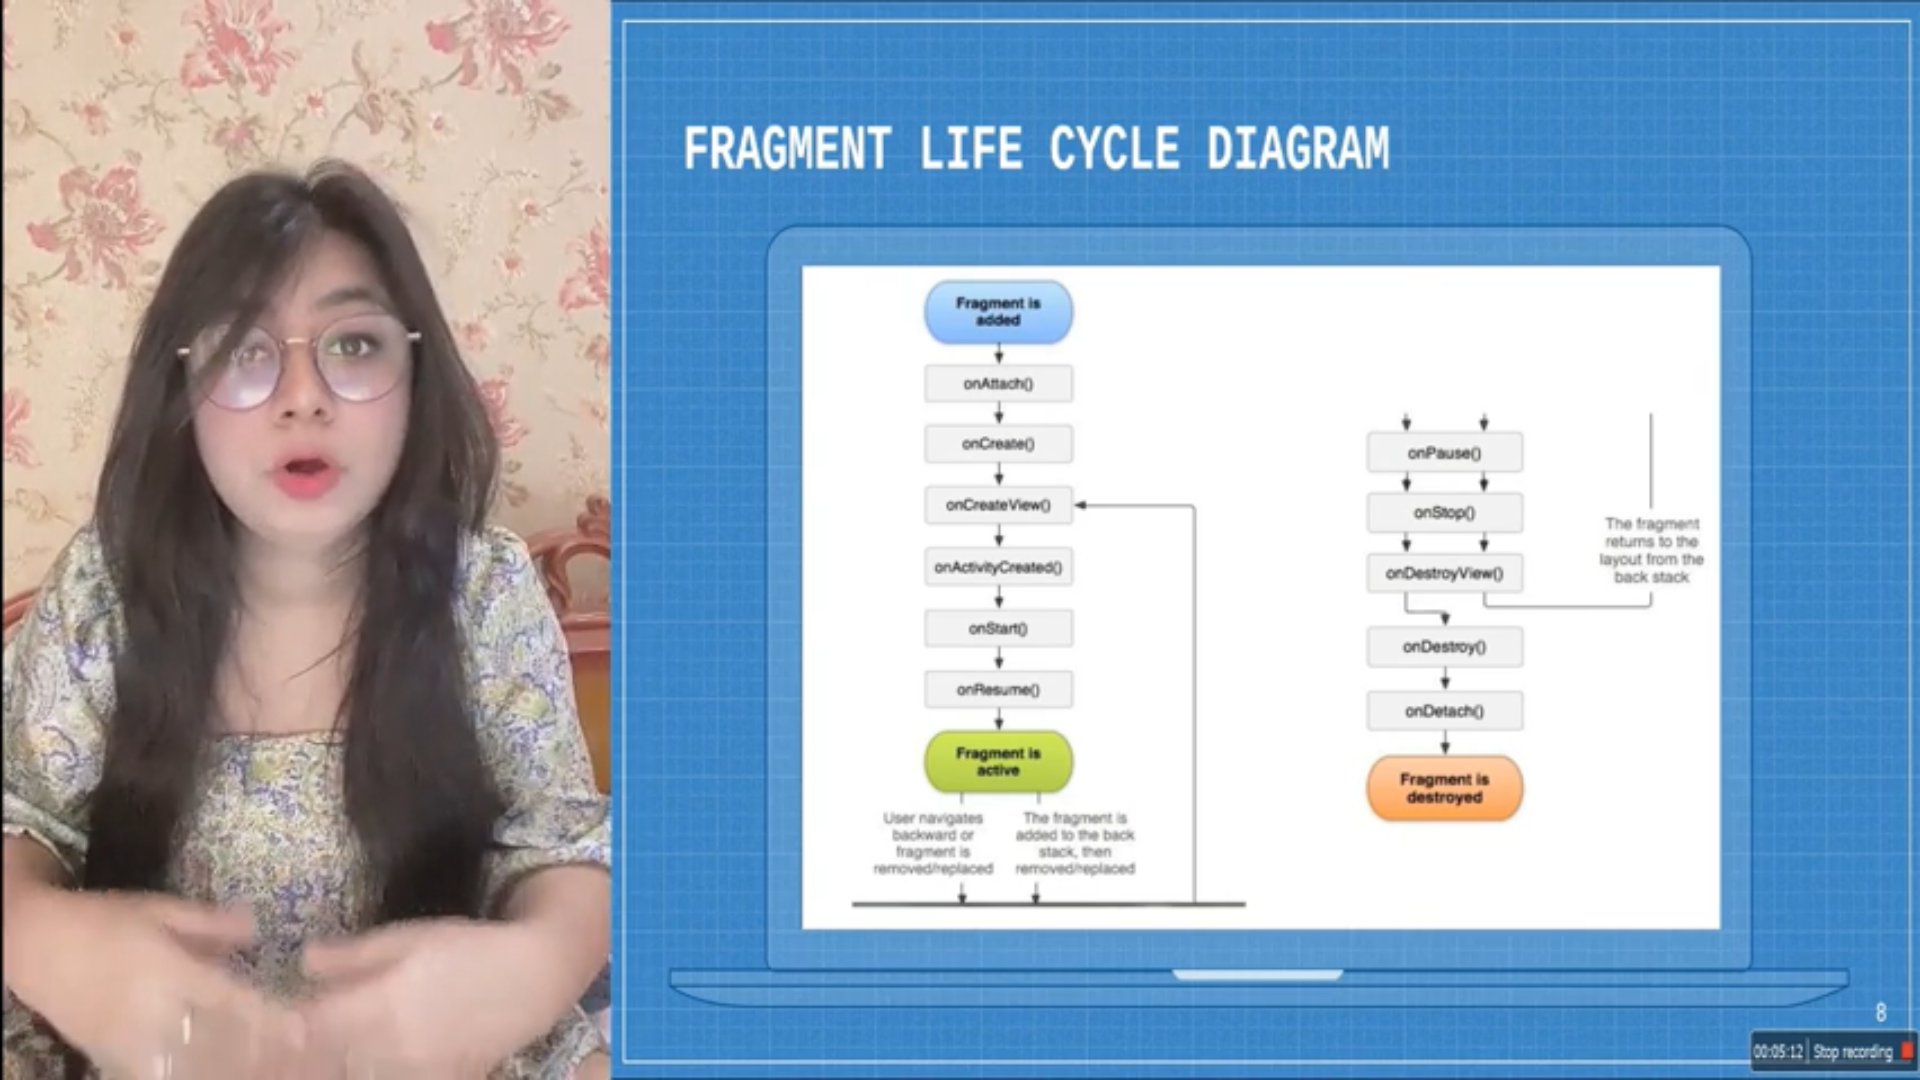 FRAGMENT LIFE CYCLE DIAGRAM
Fragment is
added
onAttach()
onCreate()
onCreateView()
onActivityCreated()
onStart()
onResume()
Fragment is
active
User navigates
backward or
fragment is
removed/replaced
The fragment is
added to the back
stack, then
removed/replaced
onPause()
onStop()
onDestroyView()
The fragment
returns to the
layout from the
back stack
onDestroy()
onDetach()
Fragment is
destroyed
8
00:05:12 Stop recording